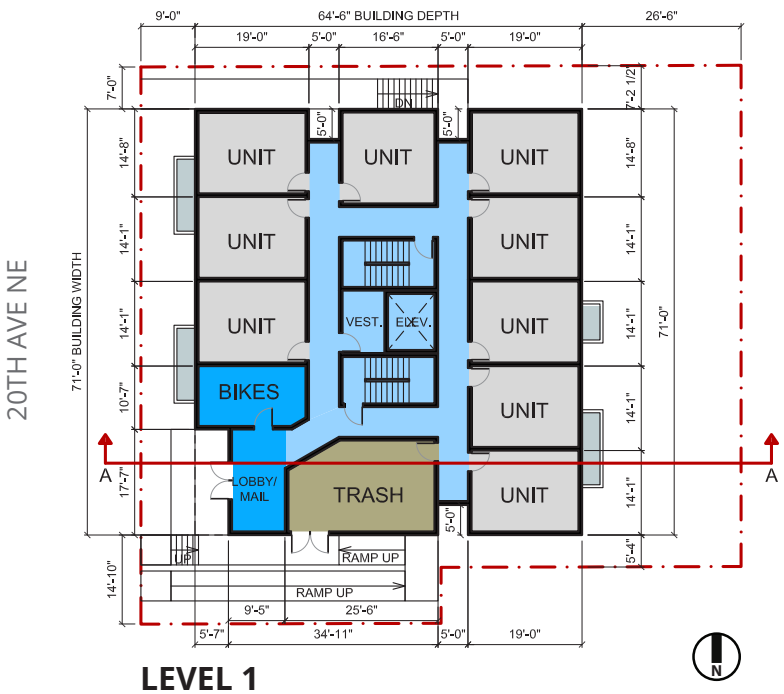 9'-0"
64'-6" BUILDING DEPTH
26'-6"
19'-0"
5'-0"
16'-6"
5'-0"
19'-0"
7'-0"
7'-2 1/2"
DN
5'-0"
5'-0"
14'-8"
UNIT
UNIT
UNIT
14'-8"
14'-1"
UNIT
UNIT
14'-1"
20TH AVE NE
71'-0" BUILDING WIDTH
14'-1"
UNIT
VEST.
ELEV.
UNIT
14'-1"
71'-0"
10'-7"
BIKES
UNIT
14'-1"
A
A
17'-7"
LOBBY/
MAIL
TRASH
UNIT
14'-1"
5'-0"
5'-4"
UP
RAMP UP
14'-10"
RAMP UP
9'-5"
25'-6"
5'-7"
34'-11"
5'-0"
19'-0"
N
LEVEL 1